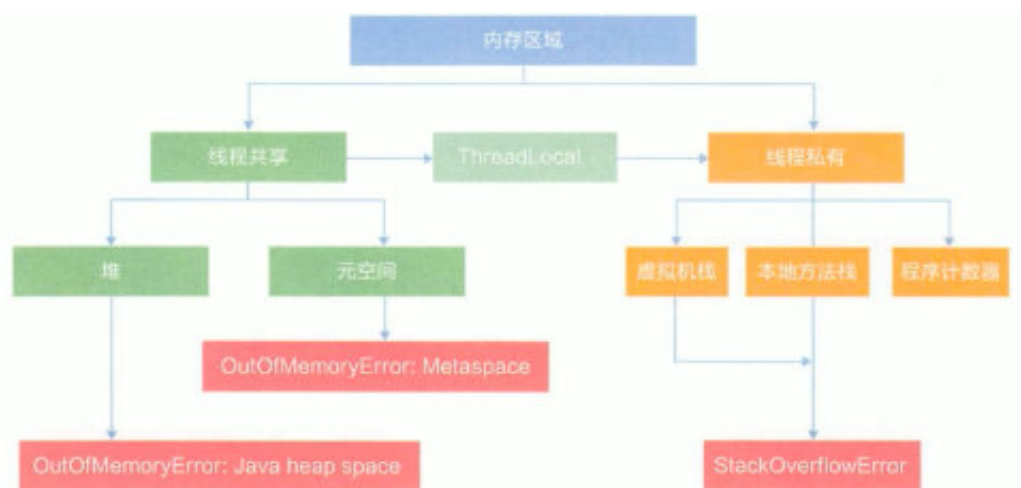 内存区域
线程共享
ThreadLocal
线程私有
堆
元空间
虚拟机栈
本地方法栈
程序计数器
OutOfMemoryError: Metaspace
OutOfMemoryError: Java heap space
StackOverflowError